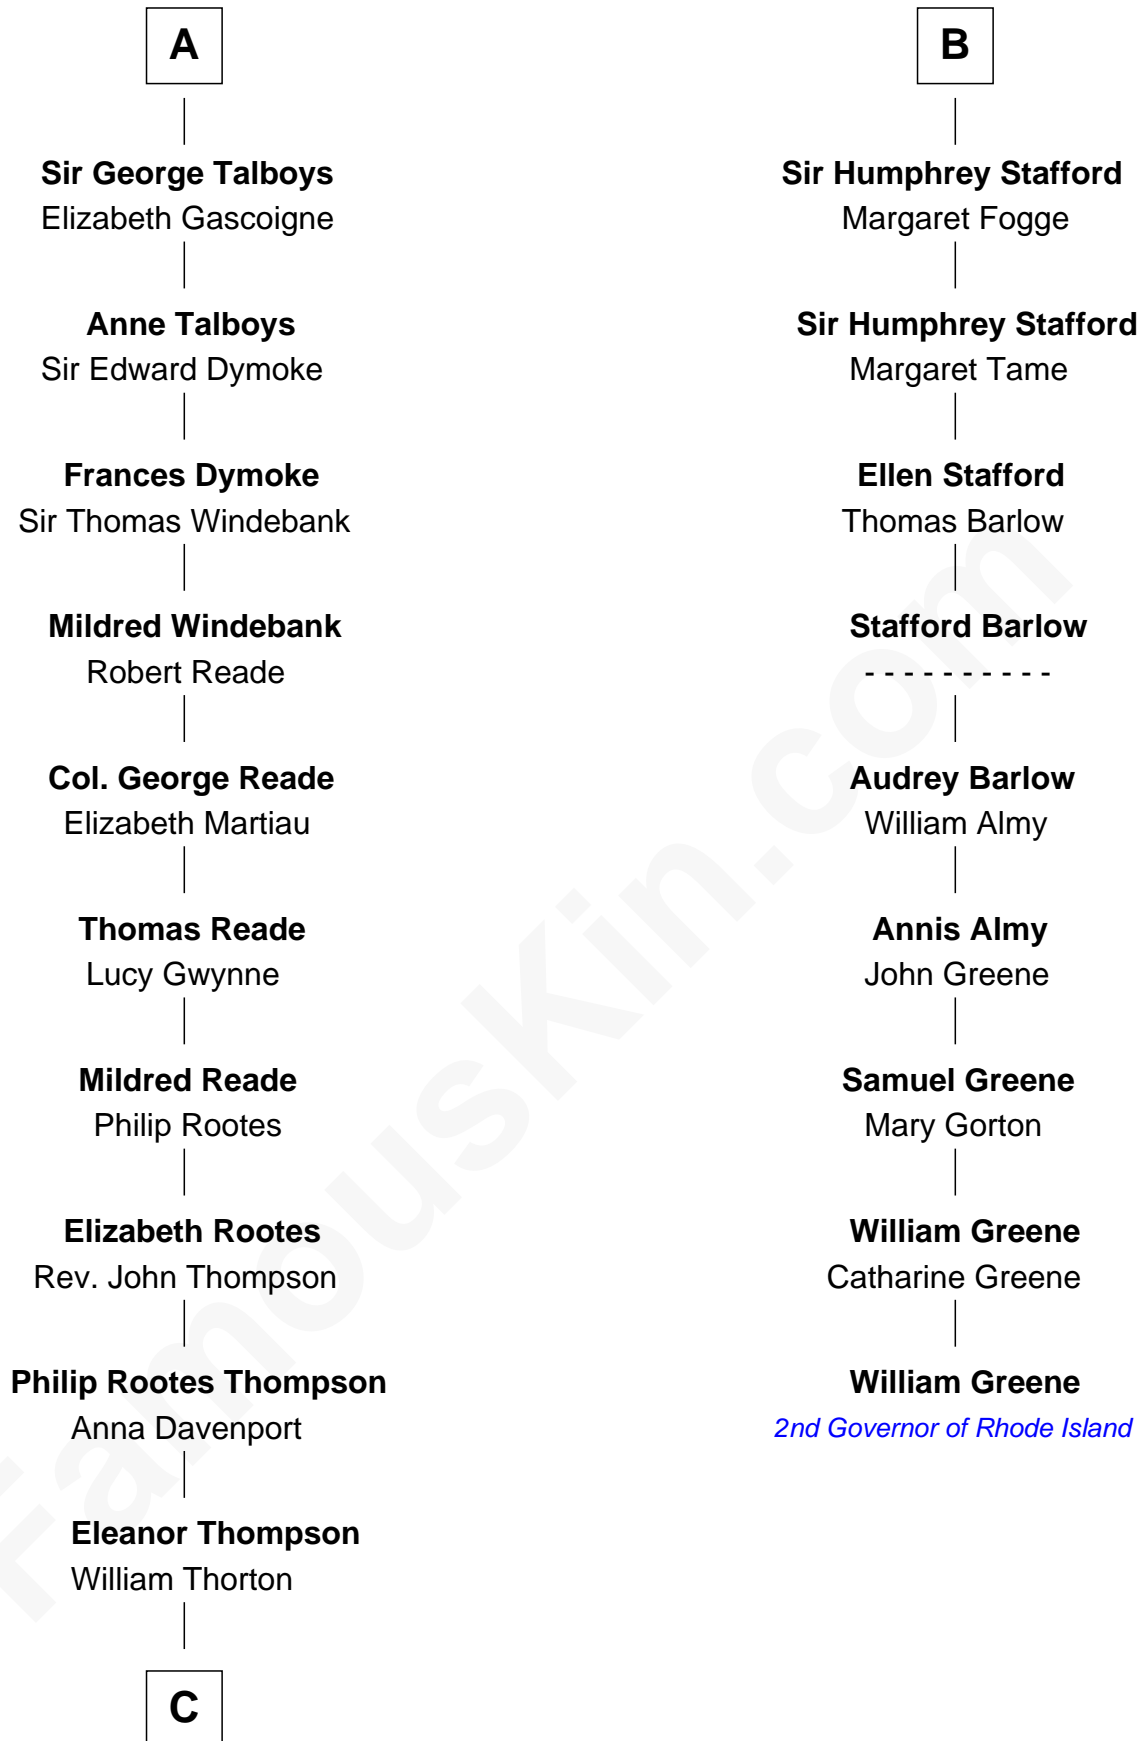 A
Sir George Talboys
Elizabeth Gascoigne
Anne Talboys
Sir Edward Dymoke
Frances Dymoke
Sir Thomas Windebank
Mildred Windebank
Robert Reade
Col. George Reade
Elizabeth Martiau
Thomas Reade
Lucy Gwynne
Mildred Reade
Philip Rootes
Elizabeth Rootes
Rev. John Thompson
Philip Rootes Thompson
Anna Davenport
Eleanor Thompson
William Thorton
C
B
Sir Humphrey Stafford
Margaret Fogge
Sir Humphrey Stafford
Margaret Tame
Ellen Stafford
Thomas Barlow
Stafford Barlow
- - - - - - - - - -
Audrey Barlow
William Almy
Annis Almy
John Greene
Samuel Greene
Mary Gorton
William Greene
Catharine Greene
William Greene
2nd Governor of Rhode Island
FamousKin.com